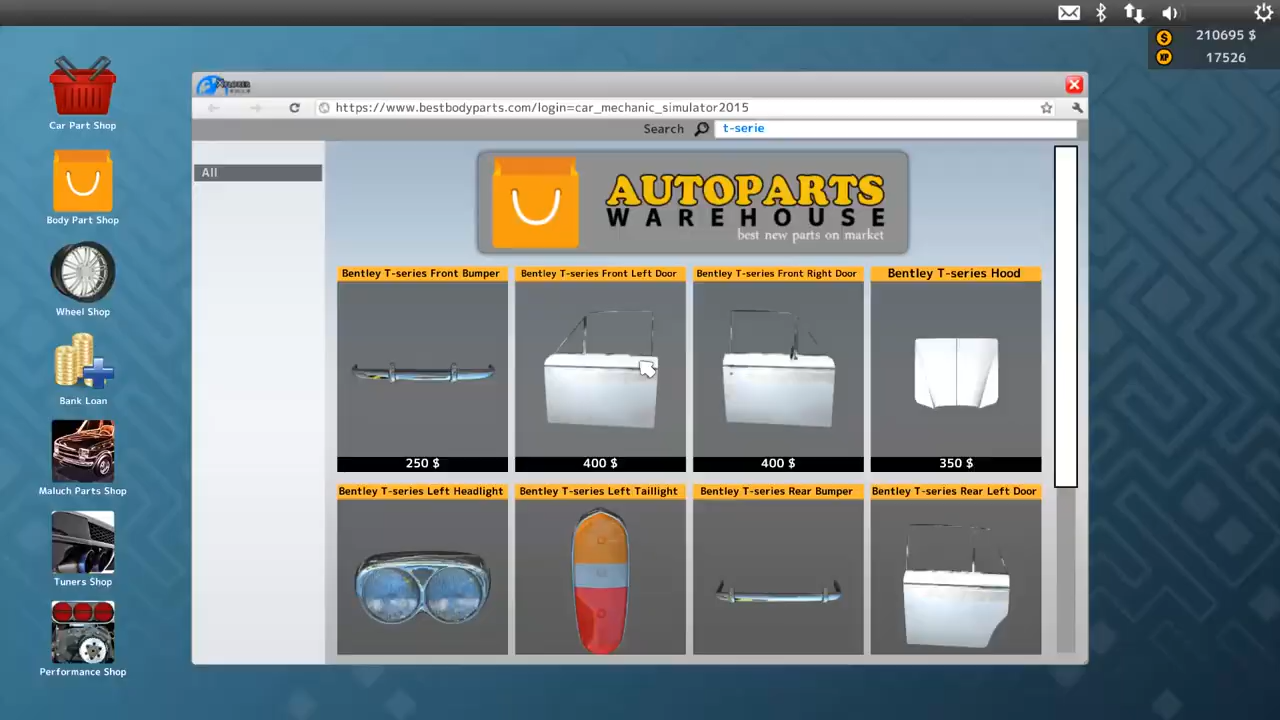 210695 $
17526
Car Part Shop
Body Part Shop
Wheel Shop
Bank Loan
Maluch Parts Shop
Tuners Shop
Performance Shop
https://www.bestbodyparts.com/login=car_mechanic_simulator2015
Search t-serie
All
AUTOPARTS
WAREHOUSE
best new parts on market
Bentley T-series Front Bumper
250 $
Bentley T-series Front Left Door
400 $
Bentley T-series Front Right Door
400 $
Bentley T-series Hood
350 $
Bentley T-series Left Headlight
Bentley T-series Left Taillight
Bentley T-series Rear Bumper
Bentley T-series Rear Left Door